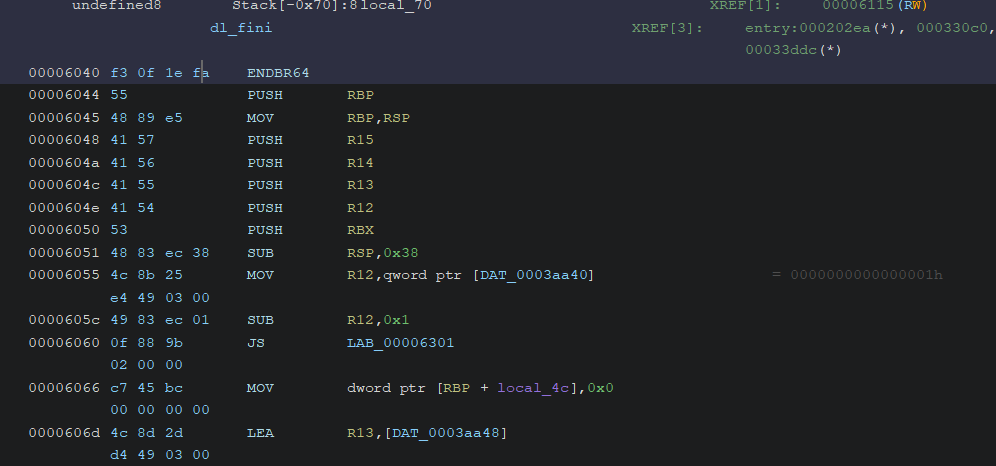 undefined8 Stack[-0x70]:8 local_70 XREF[1]: 00006115(RW)
dl_fini XREF[3]: entry:000202ea(*), 000330c0,
00033ddc(*)
00006040 f3 0f 1e fa ENDBR64
00006044 55 PUSH RBP
00006045 48 89 e5 MOV RBP,RSP
00006048 41 57 PUSH R15
0000604a 41 56 PUSH R14
0000604c 41 55 PUSH R13
0000604e 41 54 PUSH R12
00006050 53 PUSH RBX
00006051 48 83 ec 38 SUB RSP,0x38
00006055 4c 8b 25 MOV R12,qword ptr [DAT_0003aa40] = 0000000000000001h
e4 49 03 00
0000605c 49 83 ec 01 SUB R12,0x1
00006060 0f 88 9b JS LAB_00006301
02 00 00
00006066 c7 45 bc MOV dword ptr [RBP + local_4c],0x0
00 00 00 00
0000606d 4c 8d 2d LEA R13,[DAT_0003aa48]
d4 49 03 00